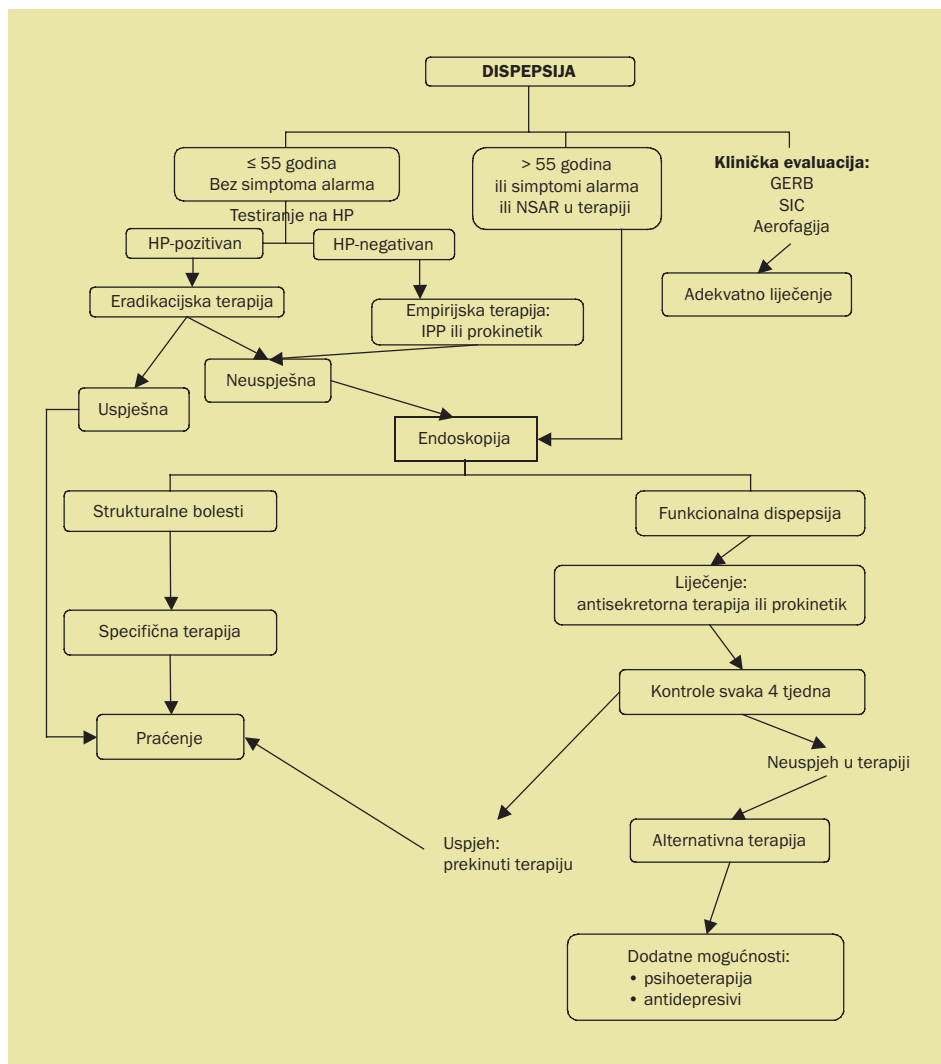 DISPEPSIJA
≤ 55 godina
Bez simptoma alarma
> 55 godina
ili simptomi alarma
ili NSAR u terapiji
Klinička evaluacija:
GERB
SIC
Aerofagija
Testiranje na HP
HP-pozitivan
HP-negativan
Adekvatno liječenje
Eradikacijska terapija
Empirijska terapija:
IPP ili prokinetik
Neuspješna
Uspješna
Endoskopija
Strukturalne bolesti
Funkcionalna dispepsija
Liječenje:
antisekretorna terapija ili prokinetik
Specifična terapija
Kontrole svaka 4 tjedna
Praćenje
Neuspjeh u terapiji
Uspjeh:
prekinuti terapiju
Alternativna terapija
Dodatne mogućnosti:
• psihoeterapija
• antidepresivi